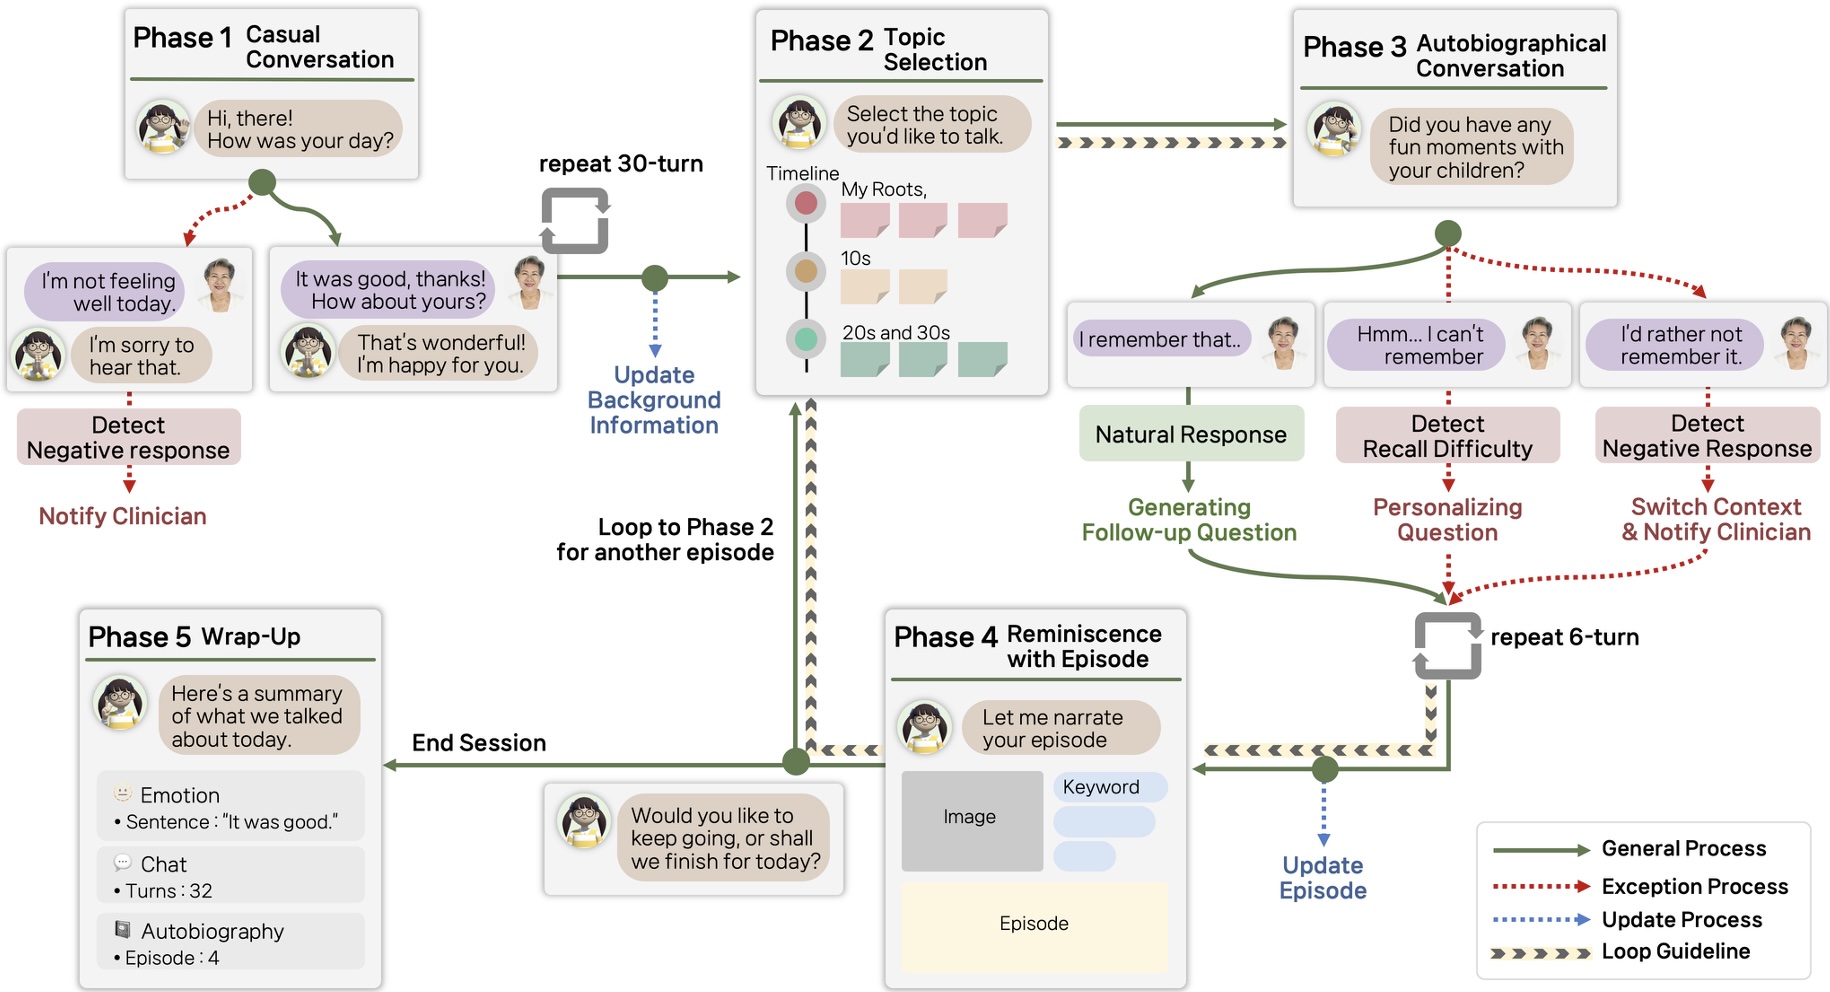 Phase 1 Casual
Conversation
Hi, there!
How was your day?
I'm not feeling
well today.
I'm sorry to
hear that.
Detect
Negative response
Notify Clinician
It was good, thanks!
How about yours?
That's wonderful!
I'm happy for you.
repeat 30-turn
Update
Background
Information
Phase 2 Topic
Selection
Select the topic
you'd like to talk.
Timeline
My Roots,
10s
20s and 30s
Phase 3 Autobiographical
Conversation
Did you have any
fun moments with
your children?
I remember that..
Natural Response
Generating
Follow-up Question
Hmm... I can't
remember
Detect
Recall Difficulty
Personalizing
Question
I'd rather not
remember it.
Detect
Negative Response
Switch Context
& Notify Clinician
repeat 6-turn
Update
Episode
Phase 4 Reminiscence
with Episode
Let me narrate
your episode
Image
Keyword
Episode
Loop to Phase 2
for another episode
End Session
Would you like to
keep going, or shall
we finish for today?
Phase 5 Wrap-Up
Here's a summary
of what we talked
about today.
Emotion
• Sentence : "It was good."
Chat
• Turns : 32
Autobiography
• Episode : 4
General Process
Exception Process
Update Process
Loop Guideline